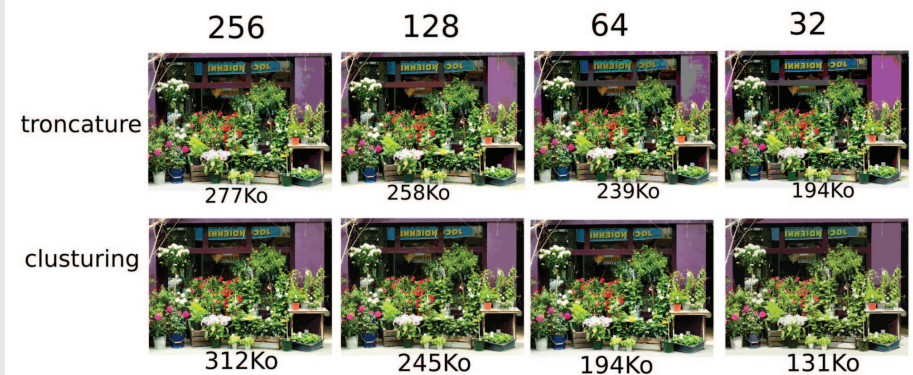 256 128 64 32
troncature
277Ko 258Ko 239Ko 194Ko
clusturing
312Ko 245Ko 194Ko 131Ko